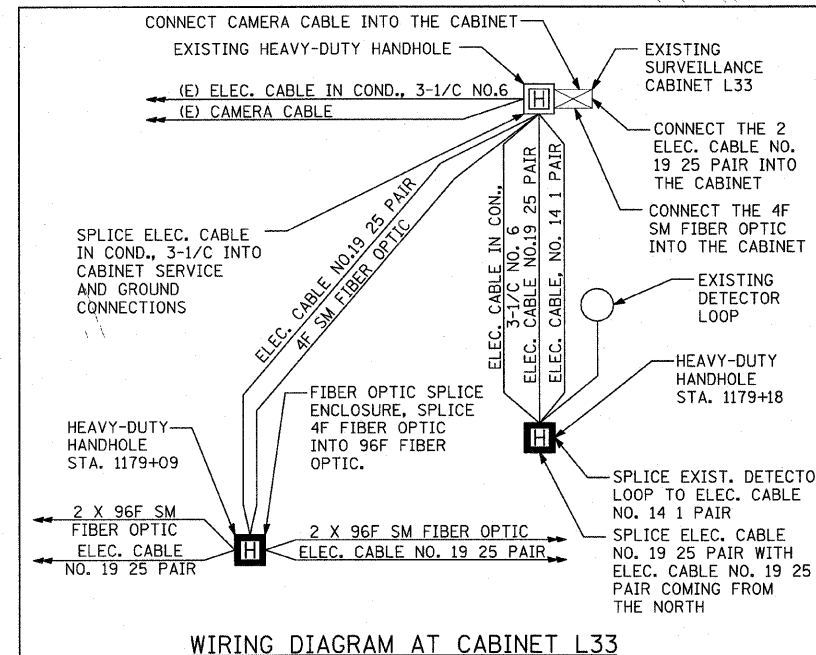 CONNECT CAMERA CABLE INTO THE CABINET
EXISTING HEAVY-DUTY HANDHOLE
(E) ELEC. CABLE IN COND., 3-1/C NO.6
(E) CAMERA CABLE
H
EXISTING
SURVEILLANCE
CABINET L33
CONNECT THE 2
ELEC. CABLE NO.
19 25 PAIR INTO
THE CABINET
CONNECT THE 4F
SM FIBER OPTIC
INTO THE CABINET
SPLICE ELEC. CABLE
IN COND., 3-1/C INTO
CABINET SERVICE
AND GROUND
CONNECTIONS
ELEC. CABLE NO.19 25 PAIR
4F SM FIBER OPTIC
ELEC. CABLE IN COND.,
3-1/C NO. 6
ELEC. CABLE NO.19 25 PAIR
ELEC. CABLE, NO. 14 1 PAIR
EXISTING
DETECTOR
LOOP
HEAVY-DUTY
HANDHOLE
STA. 1179+18
H
SPLICE EXIST. DETECTO
LOOP TO ELEC. CABLE
NO. 14 1 PAIR
SPLICE ELEC. CABLE
NO. 19 25 PAIR WITH
ELEC. CABLE NO. 19 25
PAIR COMING FROM
THE NORTH
FIBER OPTIC SPLICE
ENCLOSURE, SPLICE
4F FIBER OPTIC
INTO 96F FIBER
OPTIC.
HEAVY-DUTY
HANDHOLE
STA. 1179+09
2 X 96F SM
FIBER OPTIC
ELEC. CABLE
NO. 19 25 PAIR
H
2 X 96F SM FIBER OPTIC
ELEC. CABLE NO. 19 25 PAIR
WIRING DIAGRAM AT CABINET L33